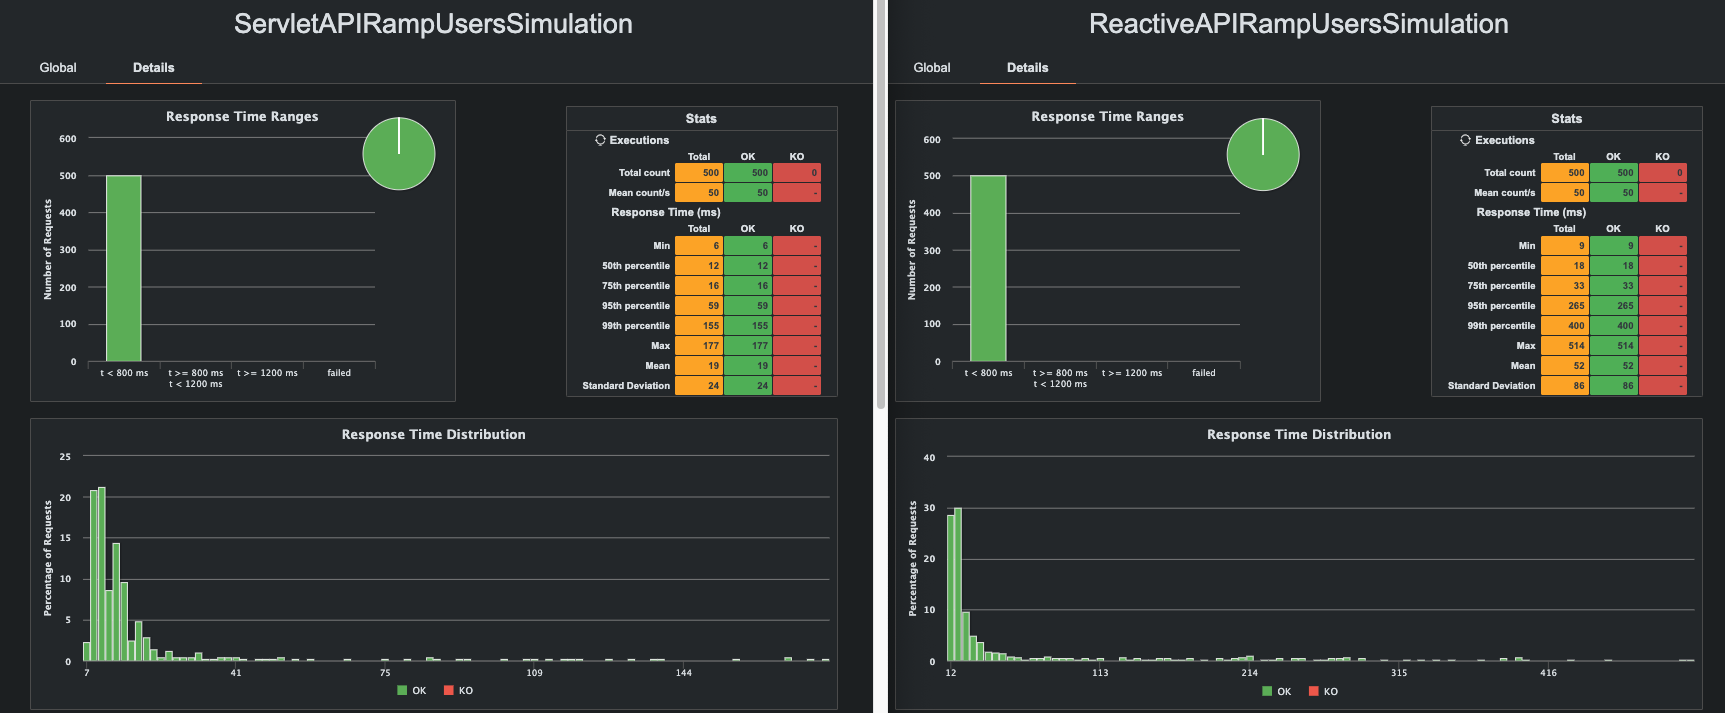 ServletAPIRampUsersSimulation
Global Details
Response Time Ranges
Number of Requests
600
500
400
300
200
100
0
t < 800 ms
t >= 800 ms
t < 1200 ms
t >= 1200 ms
failed
Stats
Executions
Total OK KO
Total count 500 500 0
Mean count/s 50 50 -
Response Time (ms)
Total OK KO
Min 6 6 -
50th percentile 12 12 -
75th percentile 16 16 -
95th percentile 59 59 -
99th percentile 155 155 -
Max 177 177 -
Mean 19 19 -
Standard Deviation 24 24 -
Response Time Distribution
Percentage of Requests
25
20
15
10
5
0
7 41 75 109 144
OK KO
ReactiveAPIRampUsersSimulation
Global Details
Response Time Ranges
Number of Requests
600
500
400
300
200
100
0
t < 800 ms
t >= 800 ms
t < 1200 ms
t >= 1200 ms
failed
Stats
Executions
Total OK KO
Total count 500 500 0
Mean count/s 50 50 -
Response Time (ms)
Total OK KO
Min 9 9 -
50th percentile 18 18 -
75th percentile 33 33 -
95th percentile 265 265 -
99th percentile 400 400 -
Max 514 514 -
Mean 52 52 -
Standard Deviation 86 86 -
Response Time Distribution
Percentage of Requests
40
30
20
10
0
12 113 214 315 416
OK KO